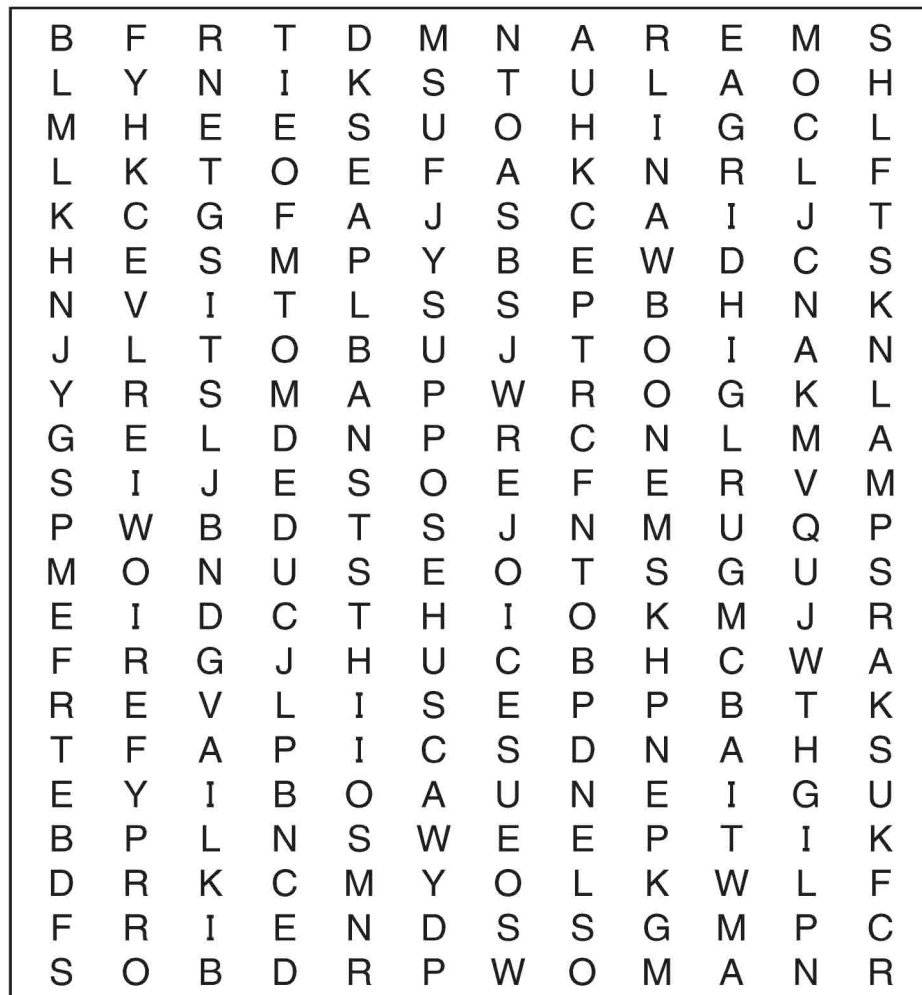 B F R T D M N A R E M S
L Y N I K S T U L A O H
M H E E S U O H I G C L
L K T O E F A K N R L F
K C G F A J S C A I J T
H E S M P Y B E W D C S
N V I T L S S P B H N K
J L T O B U J T O I A N
Y R S M A P W R O G K L
G E L D N P R C N L M A
S I J E S O E F E R V M
P W B D T S J N M U Q P
M O N U S E O T S G U S
E I D C T H I O K M J R
F R G J H U C B H C W A
R E V L I S E P P B T K
T F A P I C S D N A H S
E Y I B O A U N E I G U
B P L N S W E E P T I K
D R K C M Y O L K W L F
F R I E N D S S G M P C
S O B D R P W O M A N R